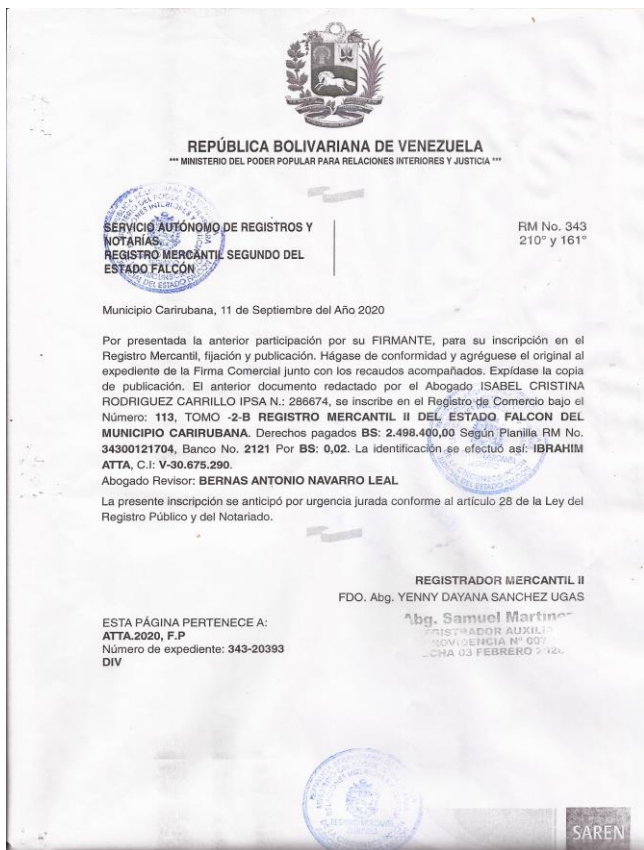 REPÚBLICA BOLIVARIANA DE VENEZUELA
*** MINISTERIO DEL PODER POPULAR PARA RELACIONES INTERIORES Y JUSTICIA ***
SERVICIO AUTÓNOMO DE REGISTROS Y
NOTARÍAS.
REGISTRO MERCANTIL SEGUNDO DEL
ESTADO FALCÓN
RM No. 343
210º y 161º
Municipio Carirubana, 11 de Septiembre del Año 2020
Por presentada la anterior participación por su FIRMANTE, para su inscripción en el
Registro Mercantil, fijación y publicación. Hágase de conformidad y agréguese el original al
expediente de la Firma Comercial junto con los recaudos acompañados. Expídase la copia
de publicación. El anterior documento redactado por el Abogado ISABEL CRISTINA
RODRIGUEZ CARRILLO IPSA N.: 286674, se inscribe en el Registro de Comercio bajo el
Número: 113, TOMO -2-B REGISTRO MERCANTIL II DEL ESTADO FALCON DEL
MUNICIPIO CARIRUBANA. Derechos pagados BS: 2.498.400,00 Según Planilla RM No.
34300121704, Banco No. 2121 Por BS: 0,02. La identificación se efectuó así: IBRAHIM
ATTA, C.I: V-30.675.290.
Abogado Revisor: BERNAS ANTONIO NAVARRO LEAL
La presente inscripción se anticipó por urgencia jurada conforme al artículo 28 de la Ley del
Registro Público y del Notariado.
REGISTRADOR MERCANTIL II
FDO. Abg. YENNY DAYANA SANCHEZ UGAS
Abg. Samuel Martinez
FEBRERO
ESTA PÁGINA PERTENECE A:
ATTA.2020, F.P
Número de expediente: 343-20393
DIV
SAREN